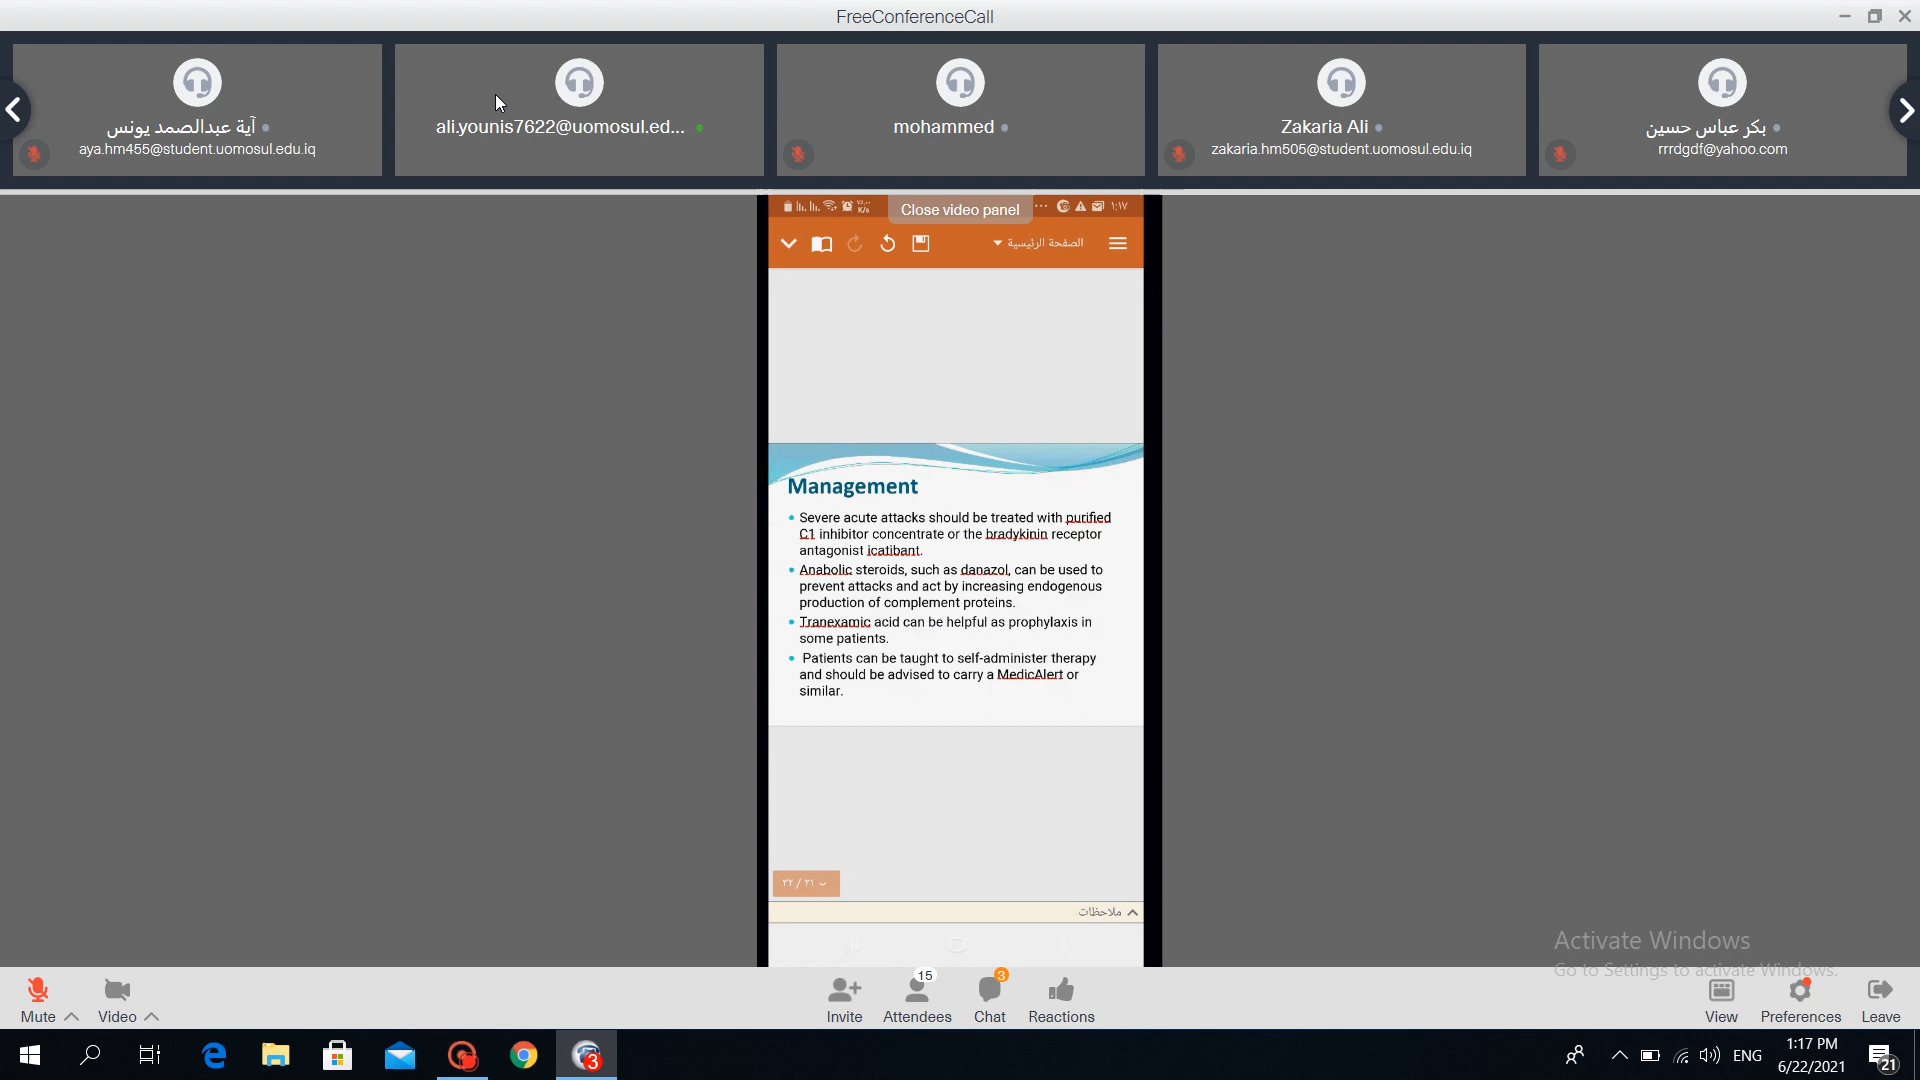 FreeConferenceCall
آية عبدالصمد يونس
aya.hm455@student.uomosul.edu.iq
ali.younis7622@uomosul.ed...
mohammed
Zakaria Ali
zakaria.hm505@student.uomosul.edu.iq
بكر عباس حسين
rrrdgdf@yahoo.com
K/s
Close video panel
١:١٧
الصفحة الرئيسية
Management
• Severe acute attacks should be treated with purified
C1 inhibitor concentrate or the bradykinin receptor
antagonist icatibant.
• Anabolic steroids, such as danazol, can be used to
prevent attacks and act by increasing endogenous
production of complement proteins.
• Tranexamic acid can be helpful as prophylaxis in
some patients.
• Patients can be taught to self-administer therapy
and should be advised to carry a MedicAlert or
similar.
٣٢ / ٣١
ملاحظات
Activate Windows
Go to Settings to activate Windows.
Mute
Video
Invite
15
Attendees
3
Chat
Reactions
View
Preferences
Leave
3
ENG
1:17 PM
6/22/2021
21